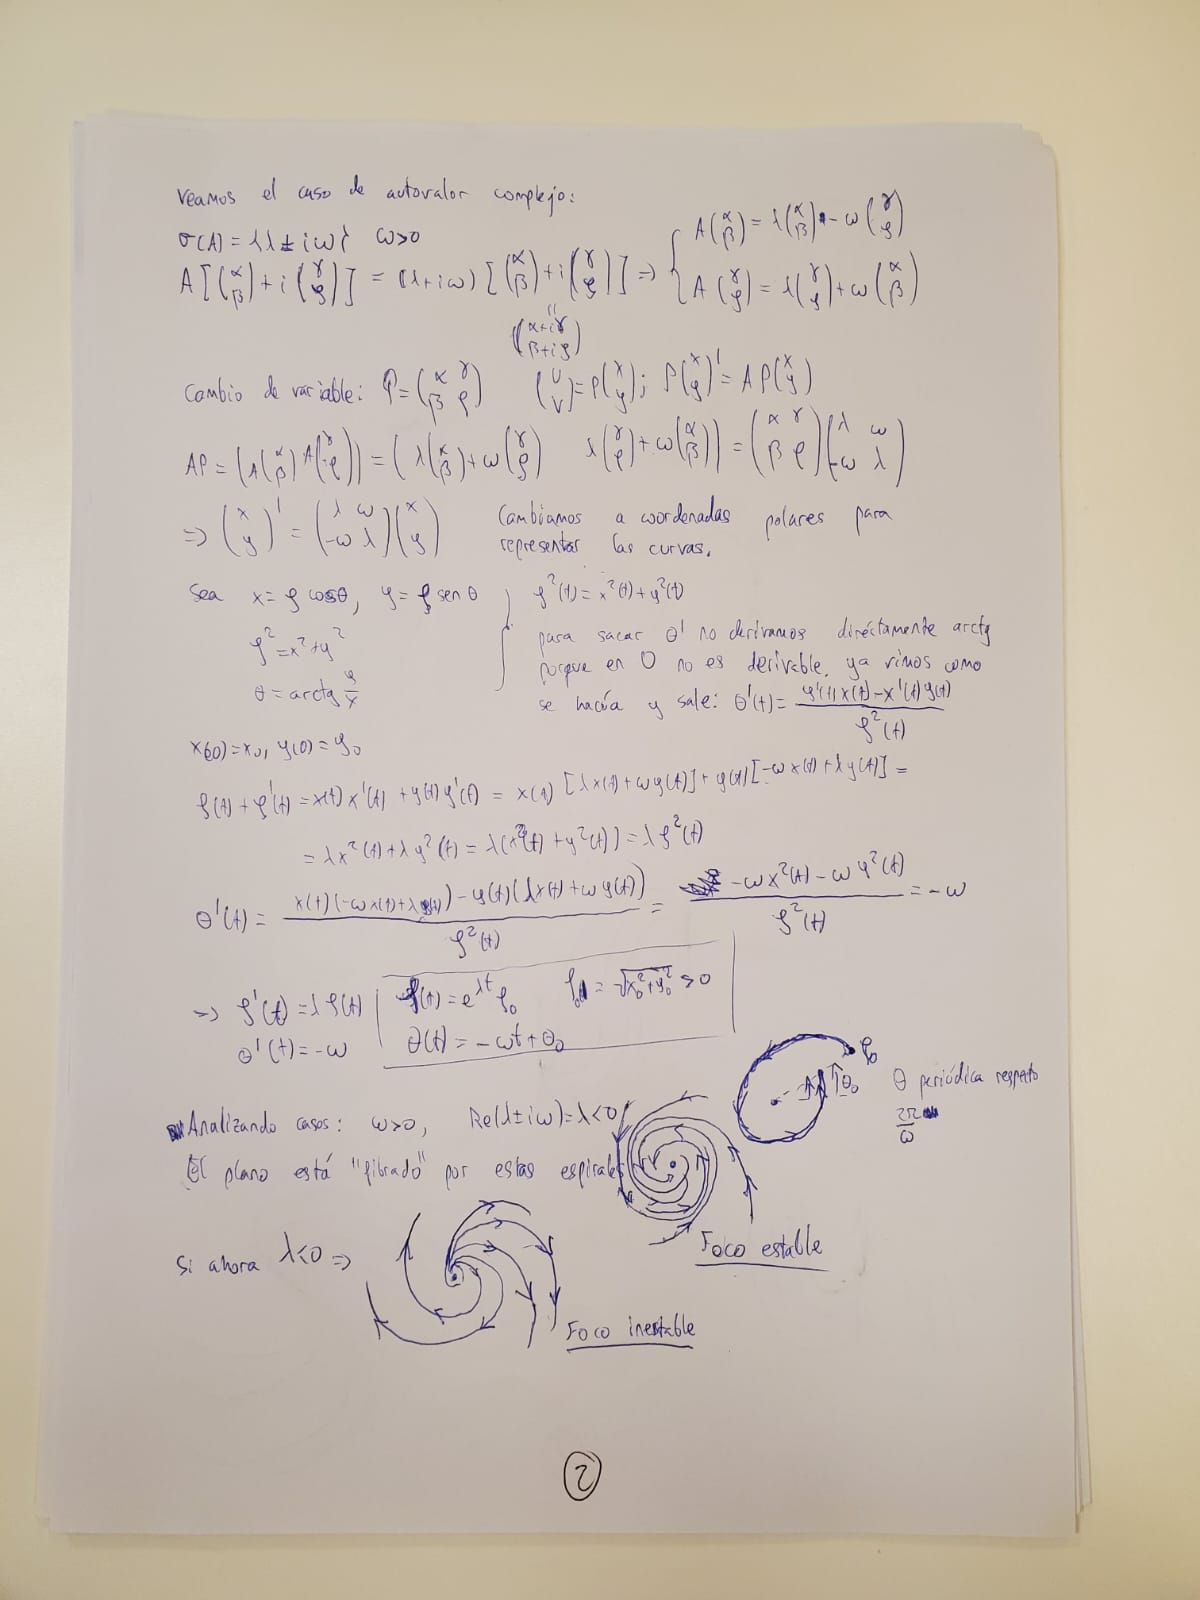 Veamos el caso de autovalor complejo:
σ(A) = {λ ± iω} ω>0
A[(α β) + i(γ ρ)] = (λ+iω)[(α β) + i(γ ρ)] => { A(α β) = λ(α β) - ω(γ ρ)
A(γ ρ) = λ(γ ρ) + ω(α β)
"
(α+iγ β+iρ)
Cambio de variable: P = (α γ β ρ) (U V) = P(x y); P(x y)' = AP(x y)
AP = (A(α β) A(γ ρ)) = (λ(α β) + ω(γ ρ) λ(γ ρ) + ω(α β)) = (α γ β ρ)(λ ω -ω λ)
=> (x y)' = (λ ω -ω λ)(x y) Cambiamos a coordenadas polares para
representar las curvas.
Sea x = ρ cosθ, y = ρ sen θ
ρ² = x² + y²
θ = arctg y/x
ρ²(t) = x²(t) + y²(t)
para sacar θ' no derivamos diréctamente arctg
porque en O no es derivable, ya vimos como
se hacía y sale: θ'(t) = y'(t)x(t) - x'(t)y(t) / ρ²(t)
x(0) = x₀, y(0) = y₀
ρ(t) + ρ'(t) = x(t) x'(t) + y(t) y'(t) = x(t) [λx(t) + ωy(t)] + y(t) [-ωx(t) + λy(t)] =
= λx²(t) + λy²(t) = λ(x²(t) + y²(t)) = λρ²(t)
θ'(t) = x(t)(-ωx(t) + λy(t)) - y(t)(λx(t) + ωy(t)) / ρ²(t) = -ωx²(t) - ωy²(t) / ρ²(t) = -ω
=> ρ'(t) = λρ(t) | ρ(t) = e^λt ρ₀ ρ₀ = √x₀² + y₀² > 0
θ'(t) = -ω | θ(t) = -ωt + θ₀
ρ₀
θ₀
θ periódica respeto
2π/ω
Analizando casos: ω>0, Re(λ±iω) = λ<0
El plano está "fibrado" por estas espirales
Foco estable
Si ahora λ<0 =>
Foco inestable
2